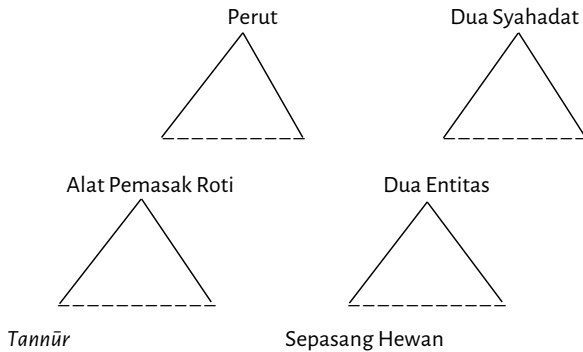 Perut
Dua Syahadat
Alat Pemasak Roti
Dua Entitas
Tannūr
Sepasang Hewan